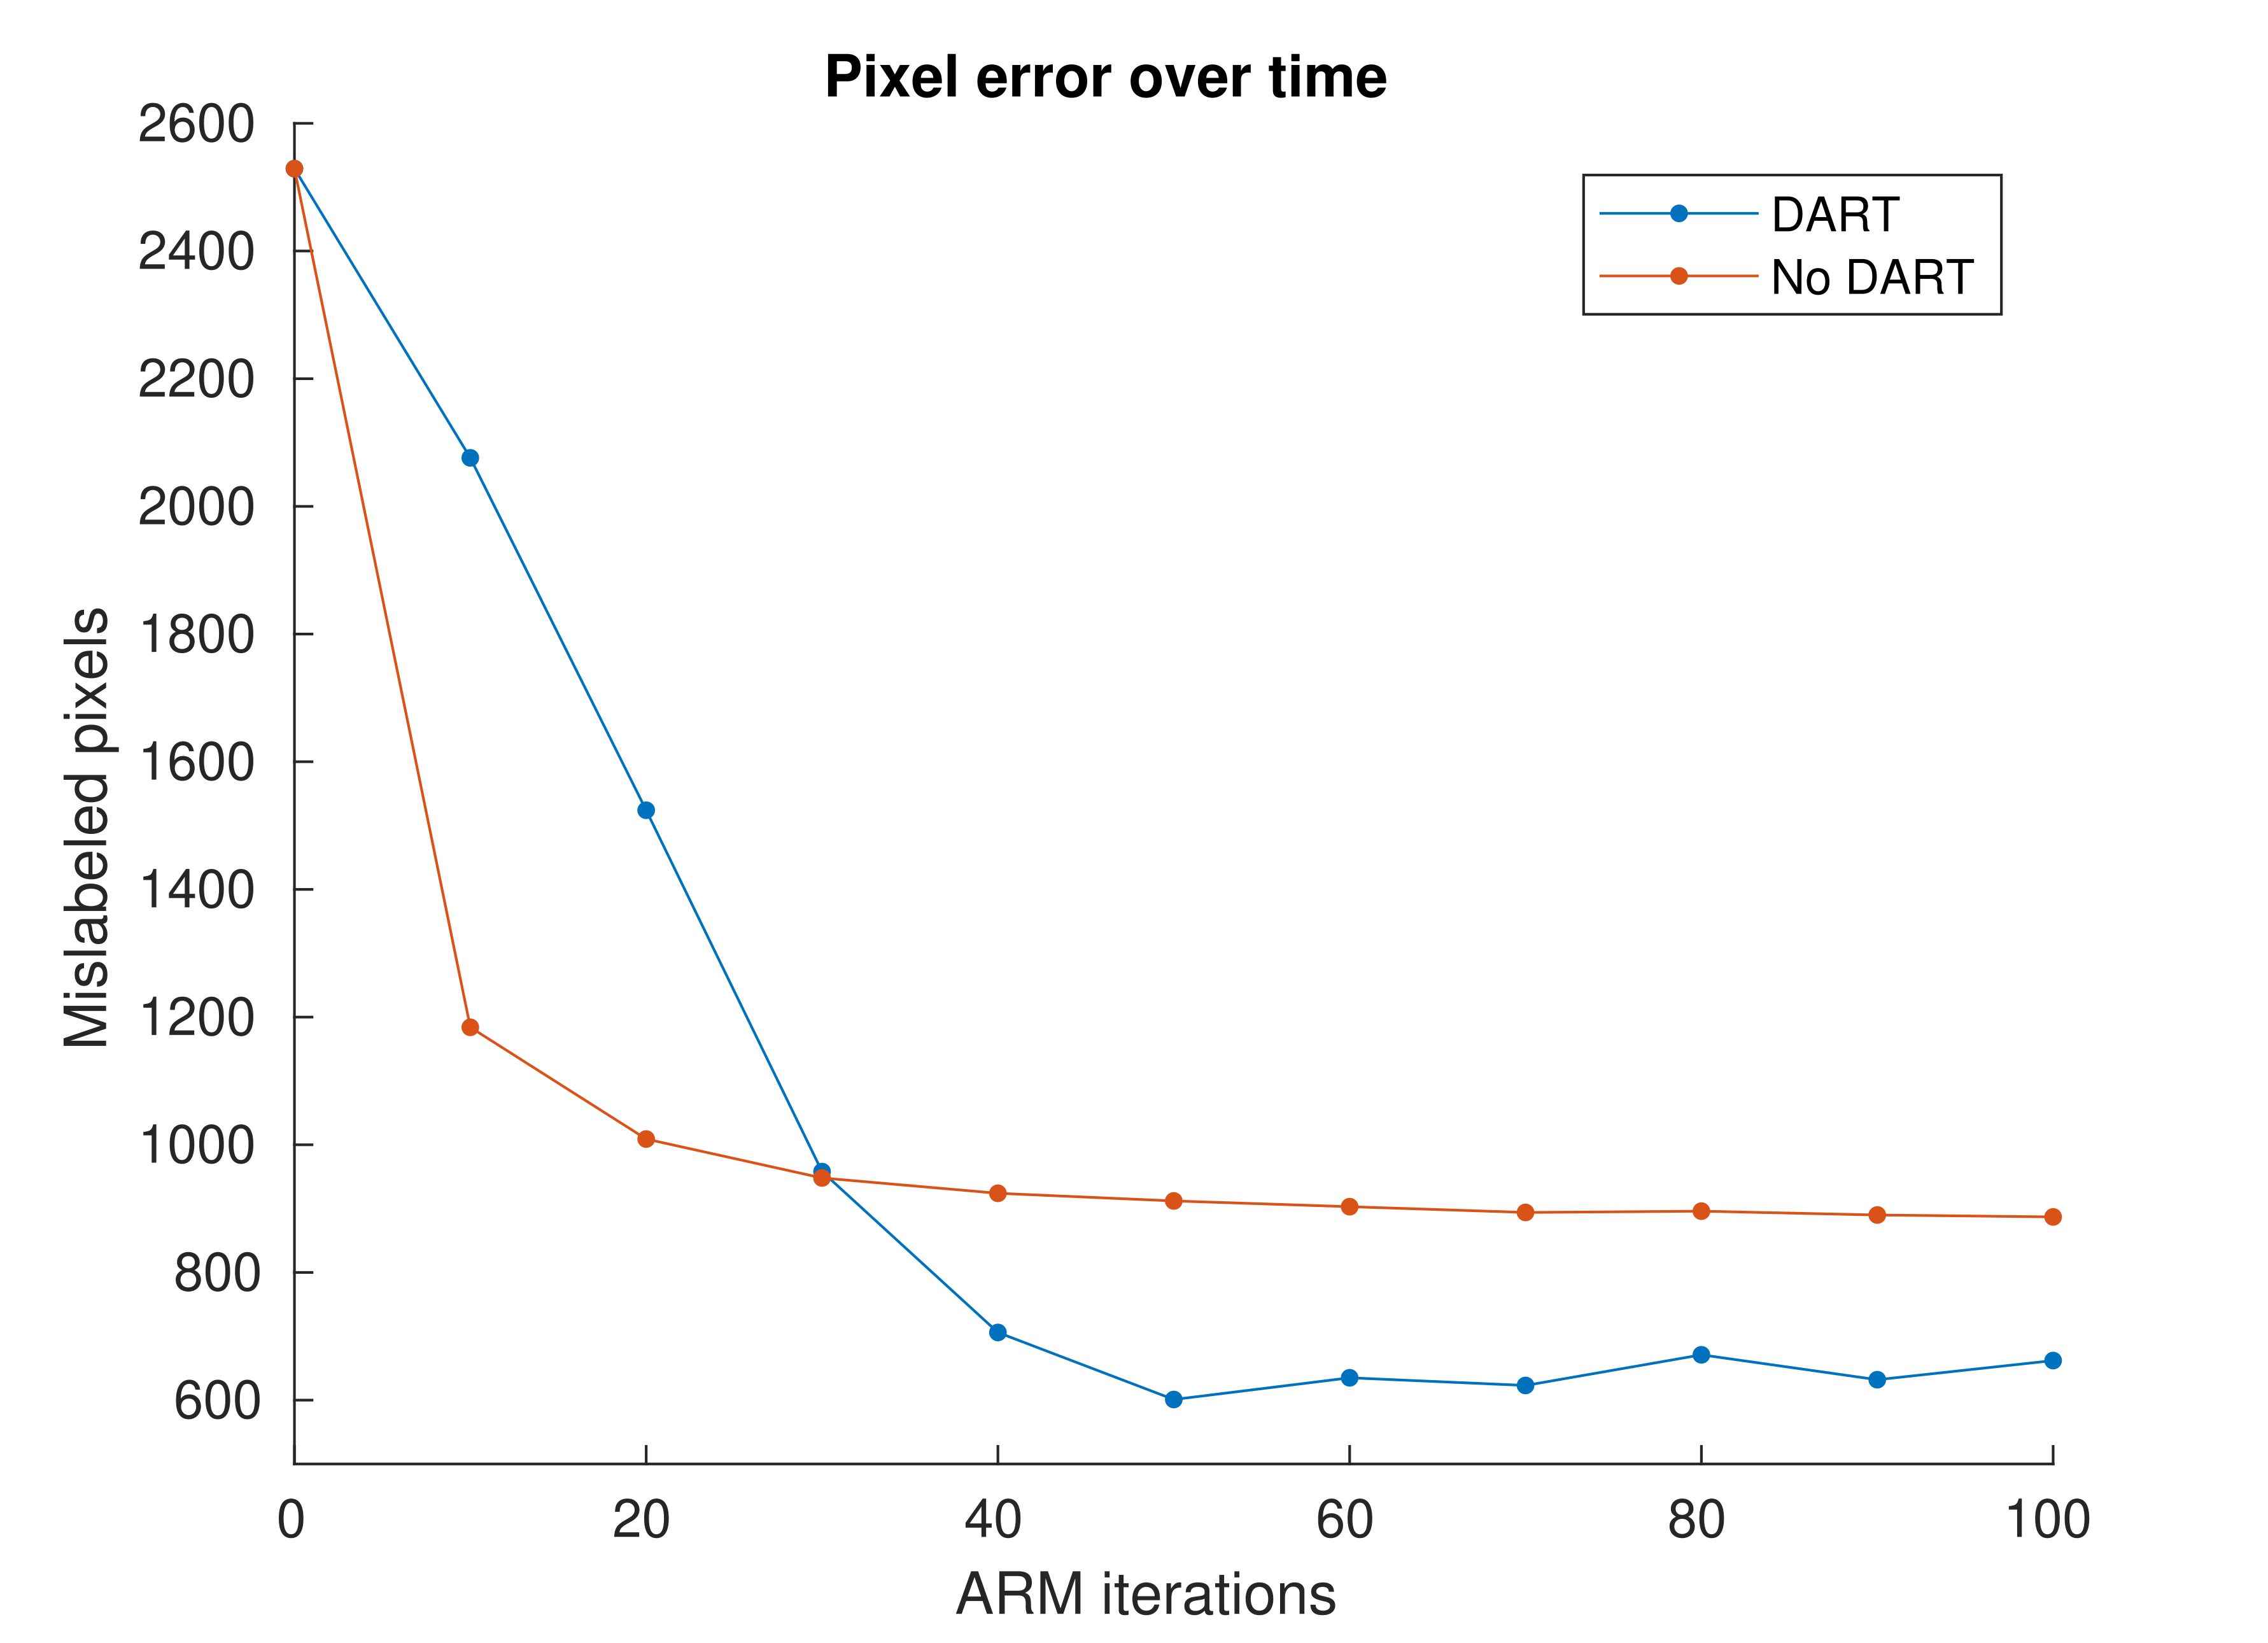 Pixel error over time
2600
2400
2200
2000
1800
1600
1400
1200
1000
800
600
Mislabeled pixels
DART
No DART
0 20 40 60 80 100
ARM iterations